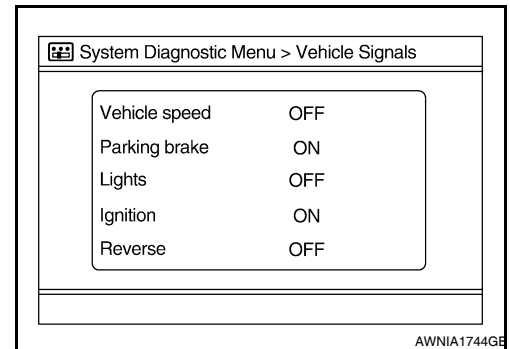 System Diagnostic Menu > Vehicle Signals
Vehicle speed OFF
Parking brake ON
Lights OFF
Ignition ON
Reverse OFF
AWNIA1744GB